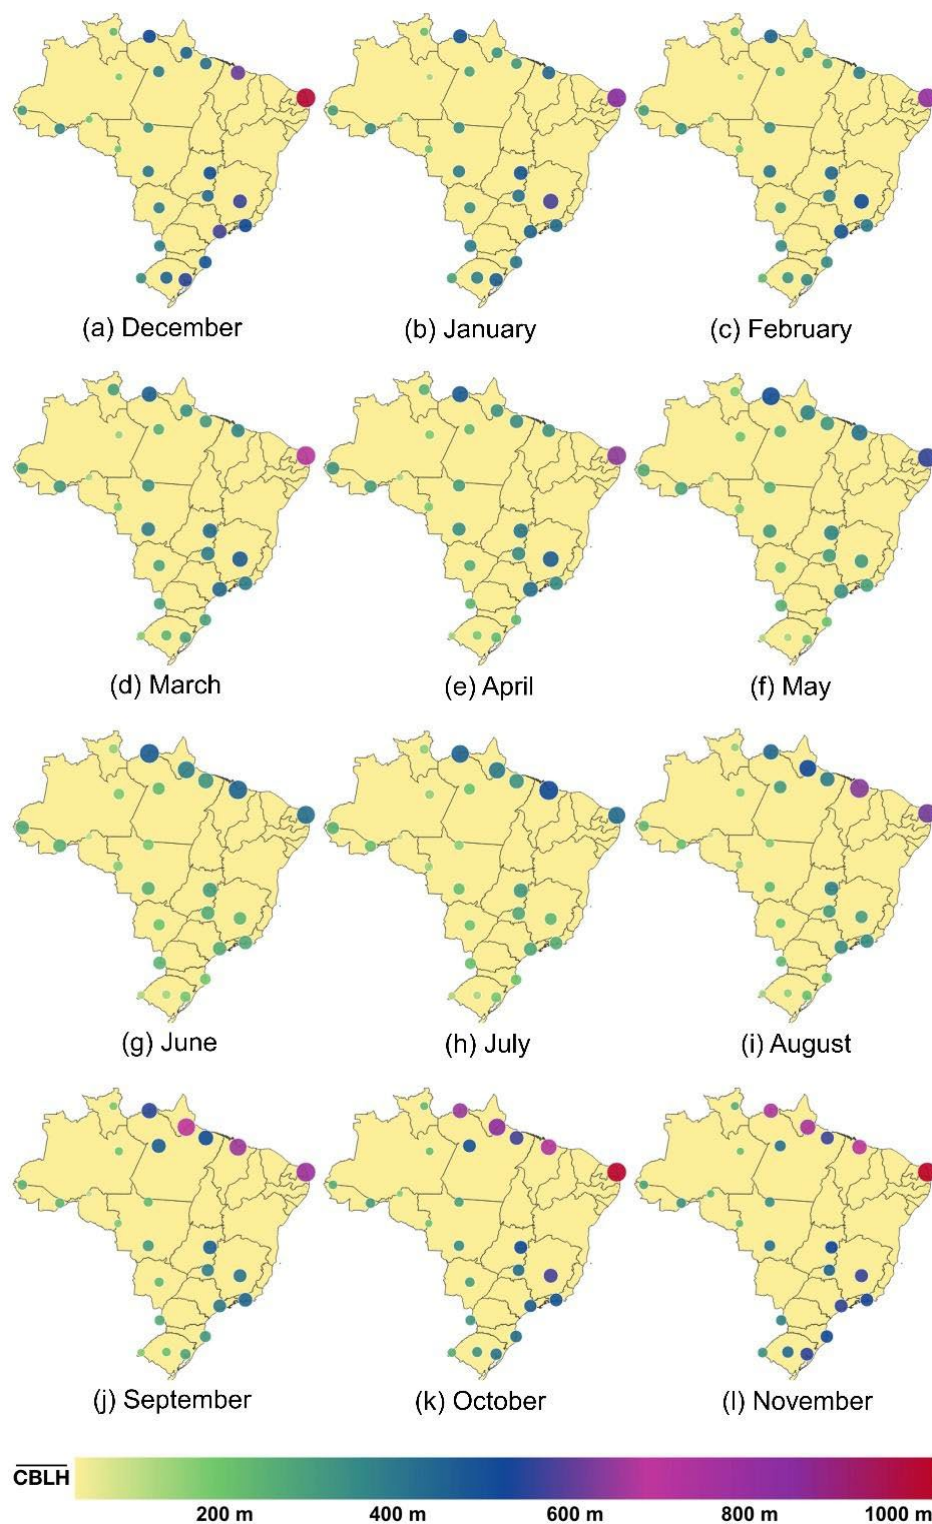 (a) December
(b) January
(c) February
(d) March
(e) April
(f) May
(g) June
(h) July
(i) August
(j) September
(k) October
(l) November
CBLH
200 m
400 m
600 m
800 m
1000 m